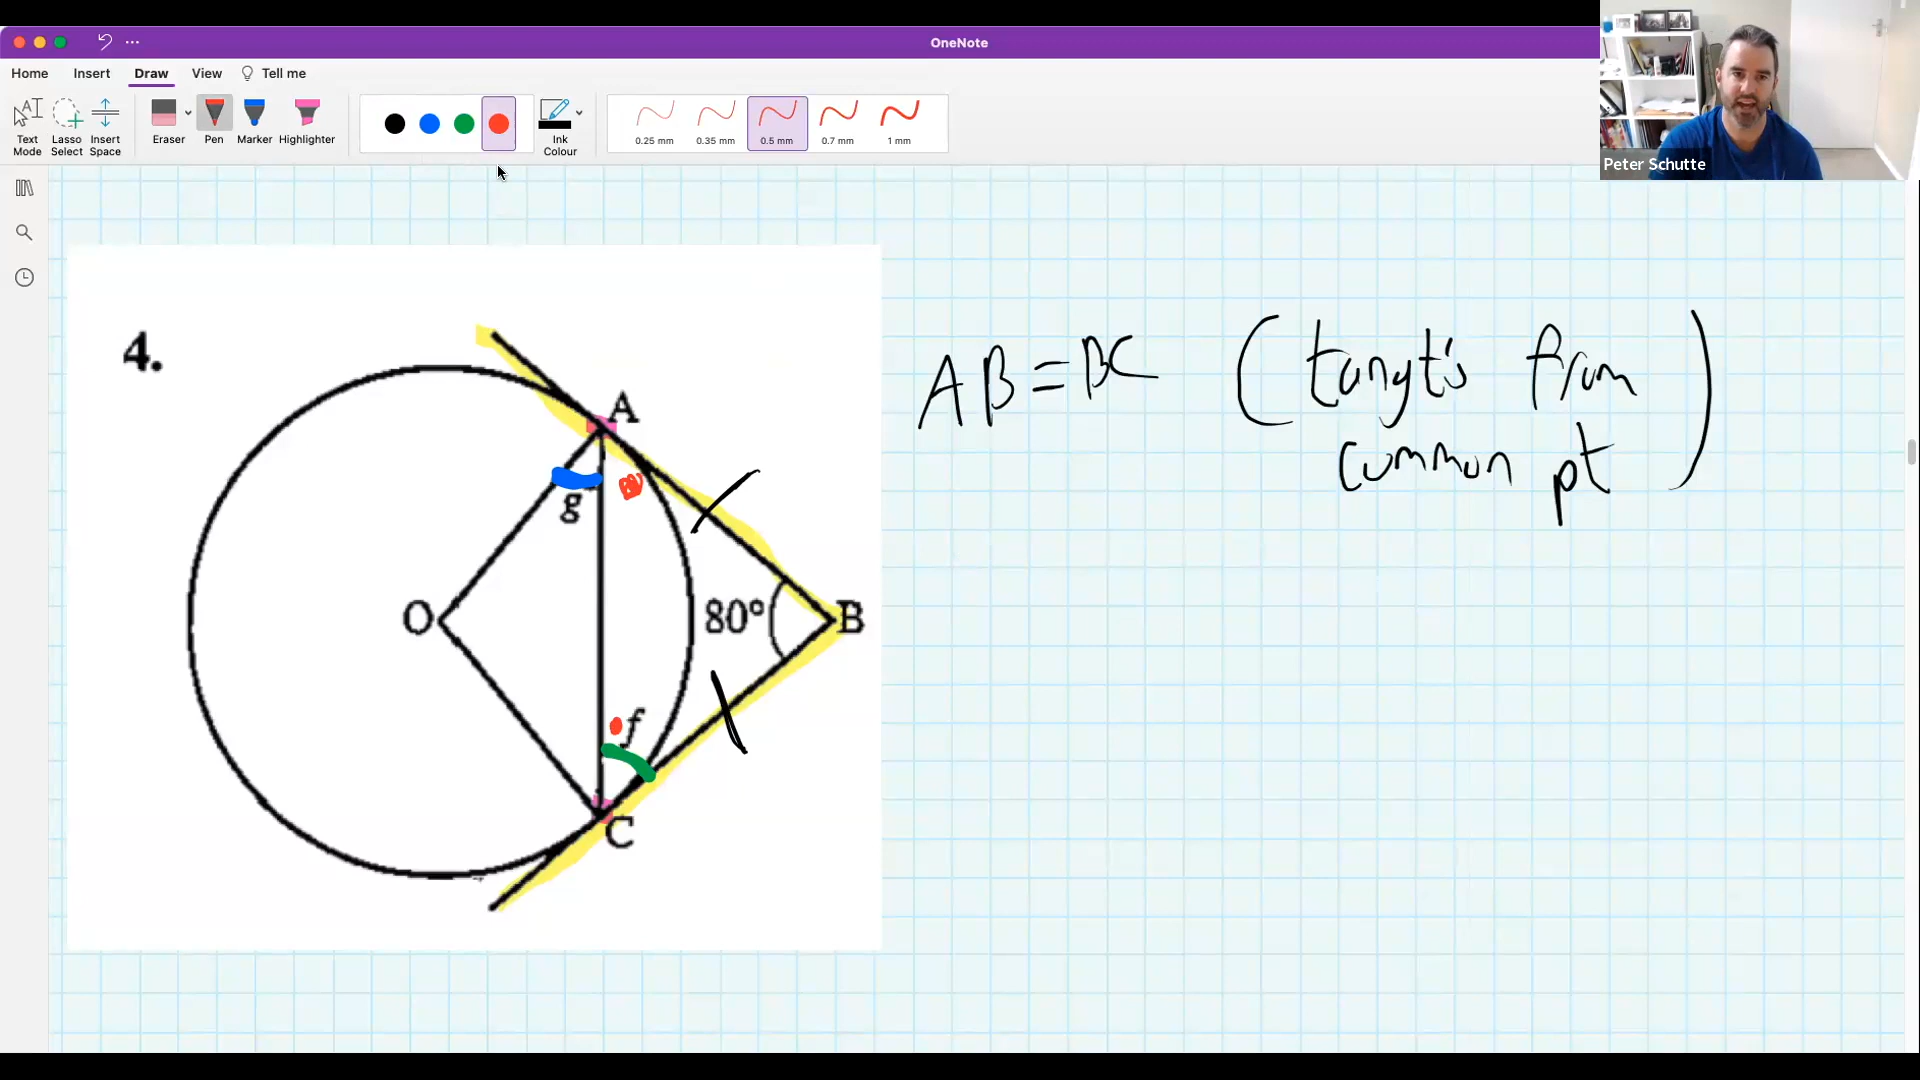 OneNote
Home Insert Draw View Tell me
Text Mode
Lasso Select
Insert Space
Eraser
Pen
Marker
Highlighter
Ink Colour
0.25 mm
0.35 mm
0.5 mm
0.7 mm
1 mm
Peter Schutte
4.
A
g
O
80°
B
f
C
AB = BC (tangt's from
common pt)